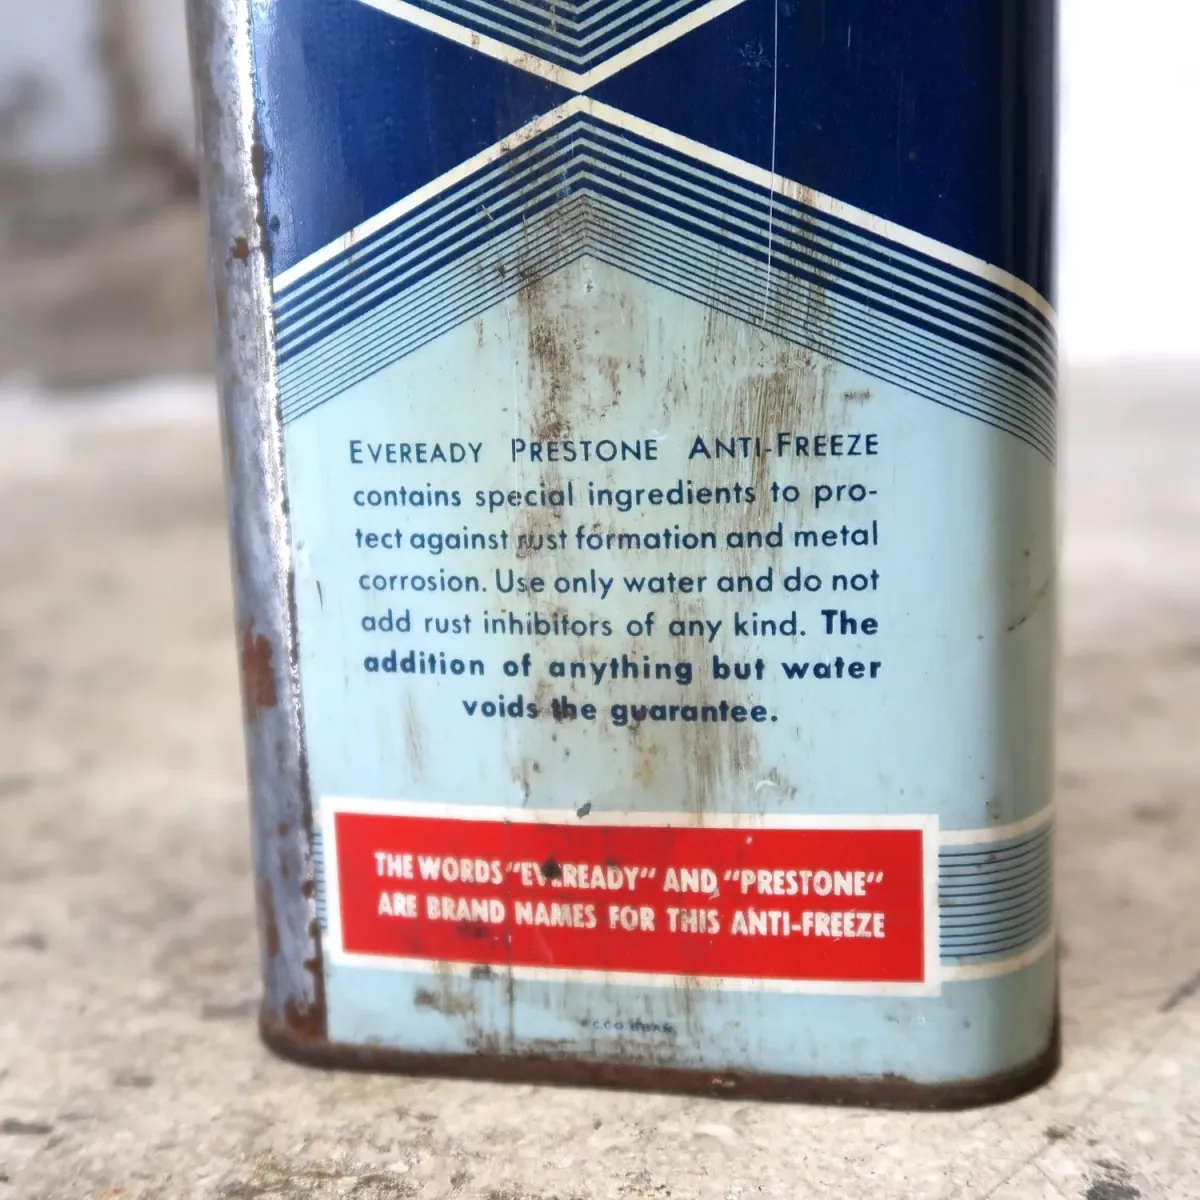 EVEREADY PRESTONE ANTI-FREEZE
contains special ingredients to pro-
tect against rust formation and metal
corrosion. Use only water and do not
add rust inhibitors of any kind. The
addition of anything but water
voids the guarantee.
THE WORDS "EVEREADY" AND "PRESTONE"
ARE BRAND NAMES FOR THIS ANTI-FREEZE